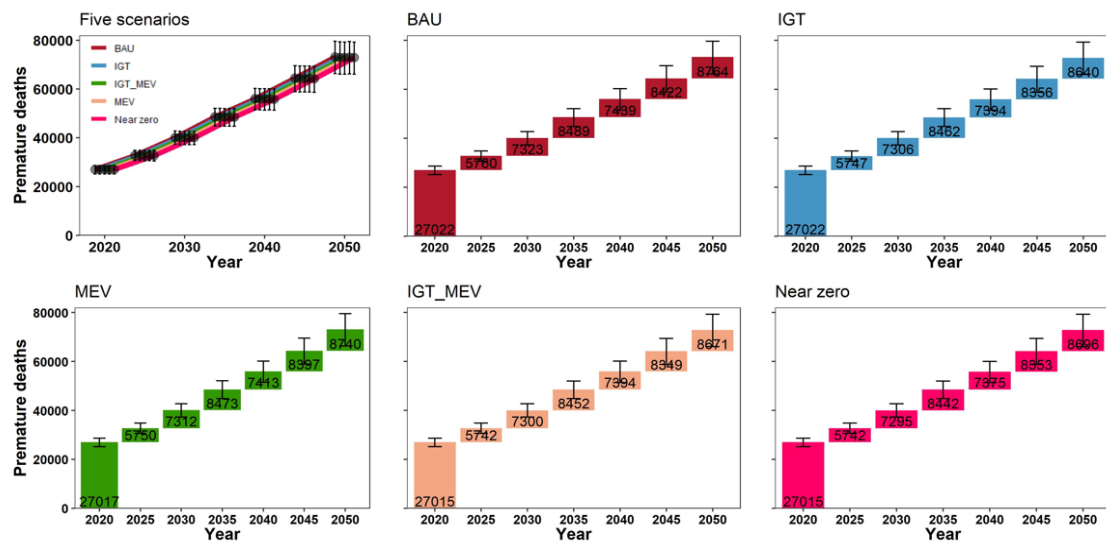 Five scenarios
BAU
IGT
80000
60000
40000
20000
0
Premature deaths
BAU
IGT
IGT_MEV
MEV
Near zero
2020 2030 2040 2050
Year
27022
5760
7323
8489
7439
8422
8764
2020 2025 2030 2035 2040 2045 2050
Year
27022
5747
7306
8462
7394
8356
8640
2020 2025 2030 2035 2040 2045 2050
Year
MEV
IGT_MEV
Near zero
80000
60000
40000
20000
0
Premature deaths
27017
5750
7312
8473
7413
8397
8740
2020 2025 2030 2035 2040 2045 2050
Year
27015
5742
7300
8452
7394
8349
8671
2020 2025 2030 2035 2040 2045 2050
Year
27015
5742
7295
8442
7375
8353
8696
2020 2025 2030 2035 2040 2045 2050
Year